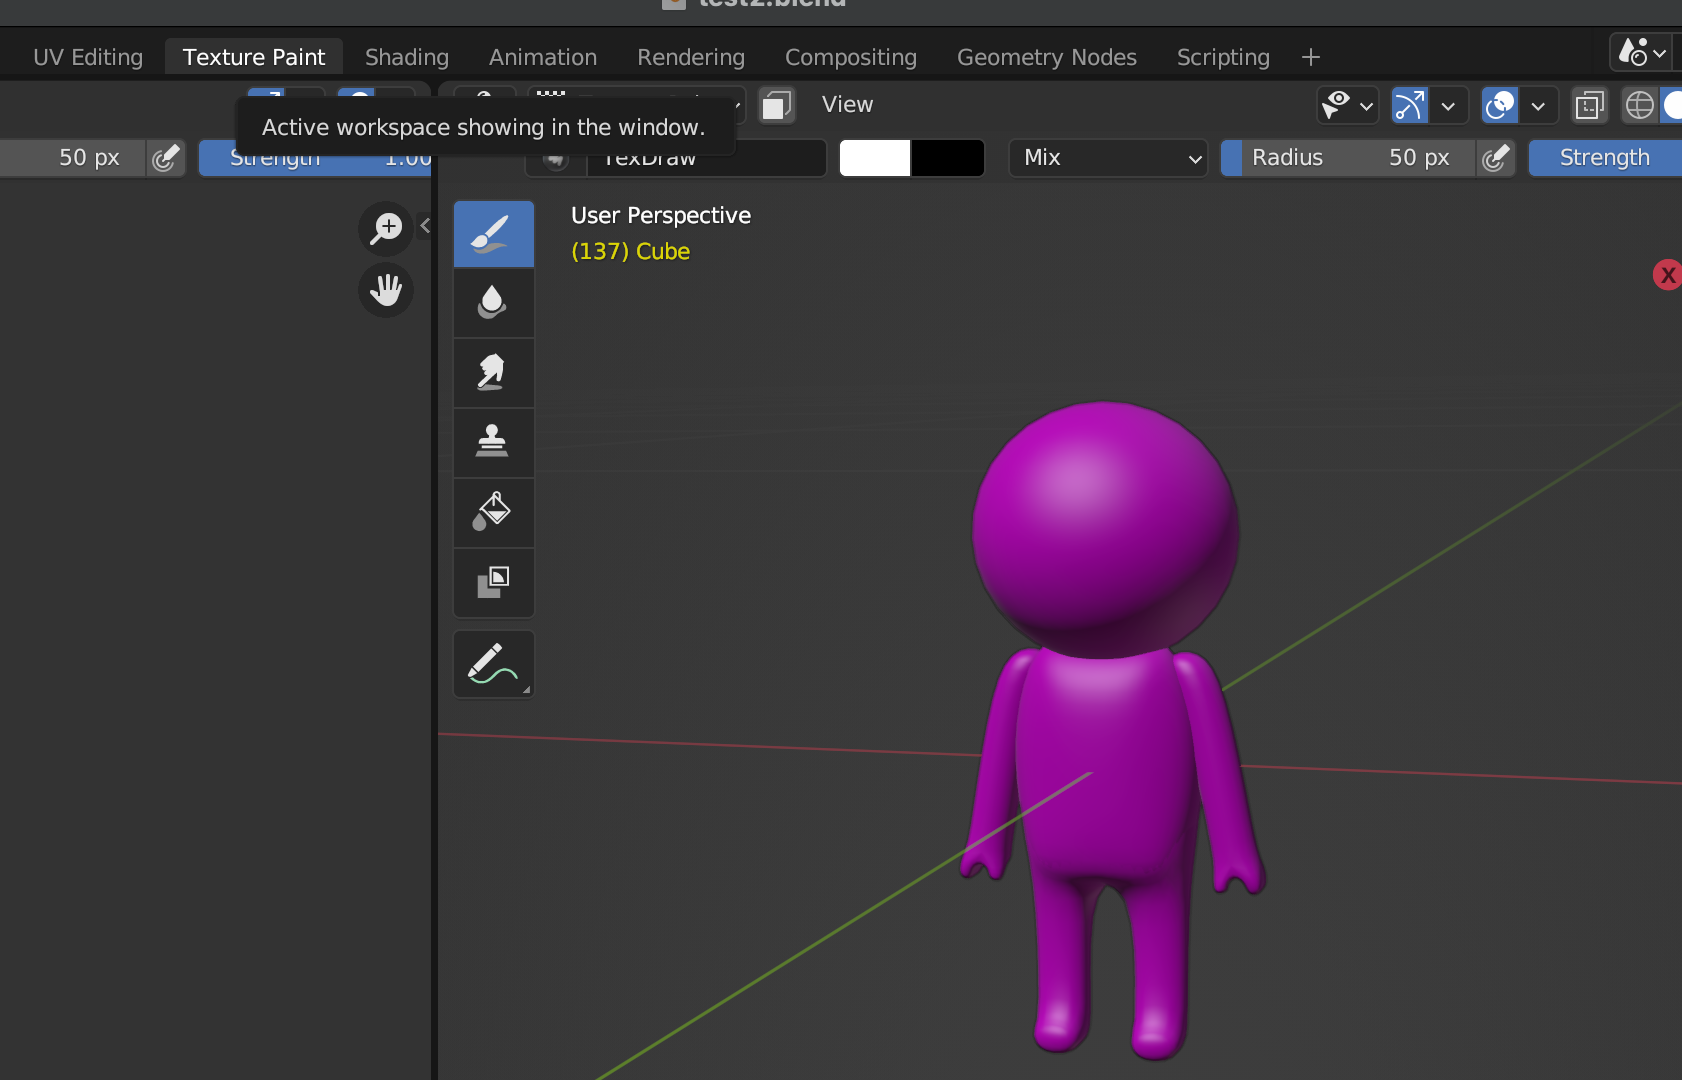 test2.blend
UV Editing Texture Paint Shading Animation Rendering Compositing Geometry Nodes Scripting +
View
Active workspace showing in the window.
50 px Strength 1.00 TexDraw Mix Radius 50 px Strength
User Perspective
(137) Cube
X